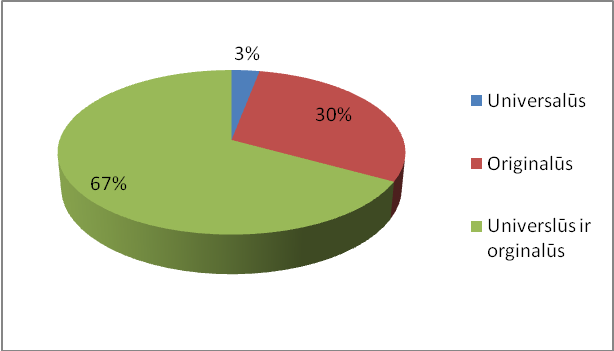 3%
30%
67%
Universalūs
Originalūs
Universlūs ir
orginalūs